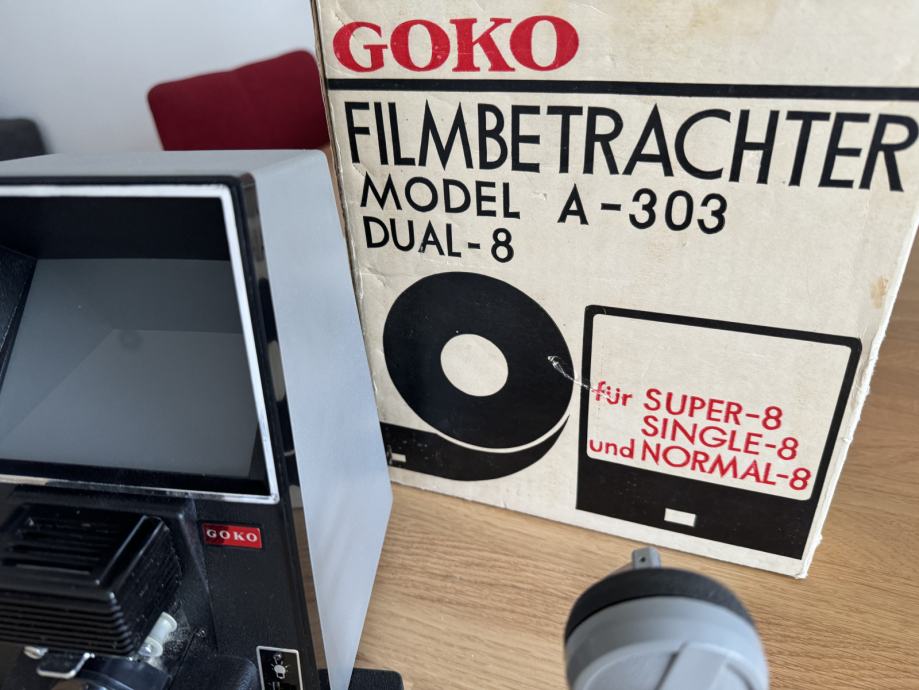 GOKO
FILMBETRACHTER
MODEL A-303
DUAL-8
für SUPER-8
SINGLE-8
und NORMAL-8
GOKO